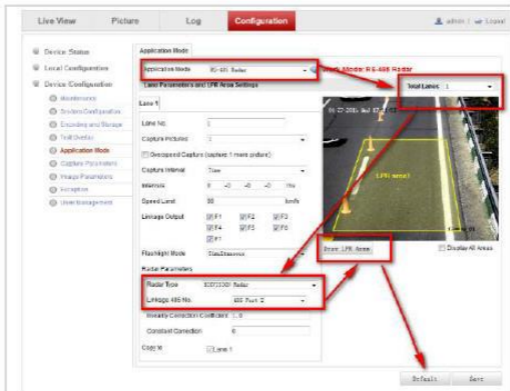 Live View Picture Log Configuration admin Logout
Device Status
Local Configuration
Device Configuration
Maintenance
System Configuration
Encoding and Storage
Text Overlay
Application Mode
Capture Parameters
Image Parameters
Exception
User Management
Application Mode
Application Mode RS-485 Radar Mode: RS-485 Radar
Lane Parameters and LPR Area Settings
Total Lanes 1
Lane 1
Lane No. 1
Capture Pictures 1
Overspeed Capture (capture 1 more picture)
Capture Interval Time
Intervals 0 ms
Speed Limit km/h
Linkage Output F1 F2 F3
F4 F5 F6
F7
LPR area1
Flashlight Mode Simultaneous
Draw LPR Area Display All Areas
Radar Parameters
Radar Type
Linkage 485 No. 485 Port 2
Linearity Correction Coefficient 1.0
Constant Correction 0
Copy to Lane 1
Default Save